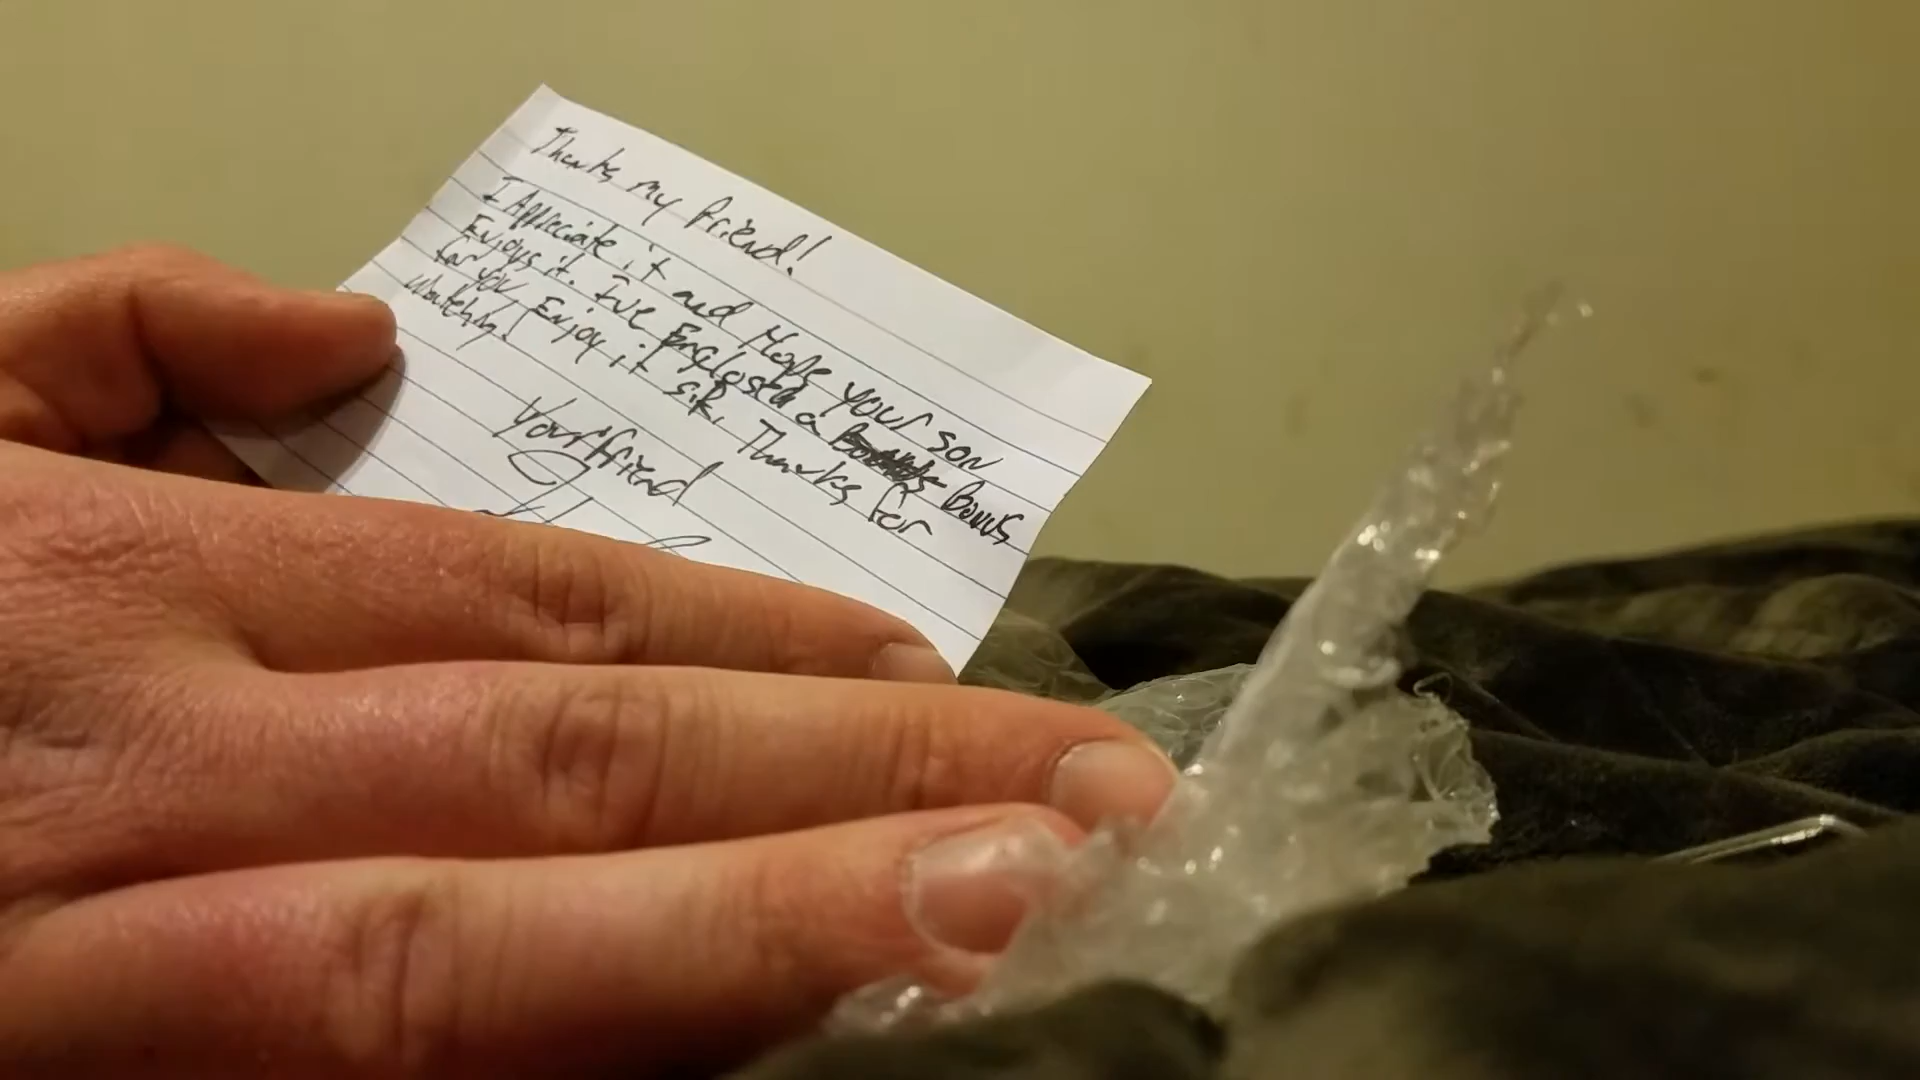 Thanks my friend!
I Appreciate it and Hope your son
Enjoys it. I've Enclosed a bonus
for you Enjoy it sir. Thanks for
watching!
Your friend